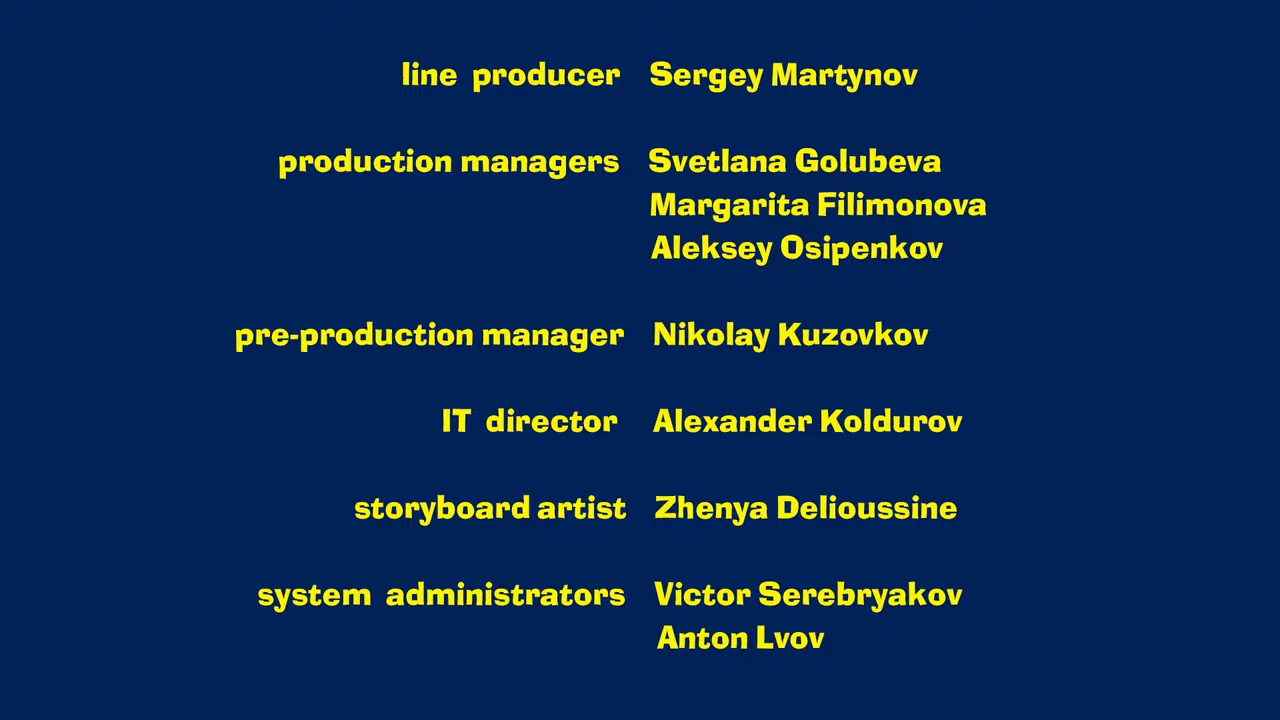 line producer Sergey Martynov
production managers Svetlana Golubeva
Margarita Filimonova
Aleksey Osipenkov
pre-production manager Nikolay Kuzovkov
IT director Alexander Koldurov
storyboard artist Zhenya Delioussine
system administrators Victor Serebryakov
Anton Lvov